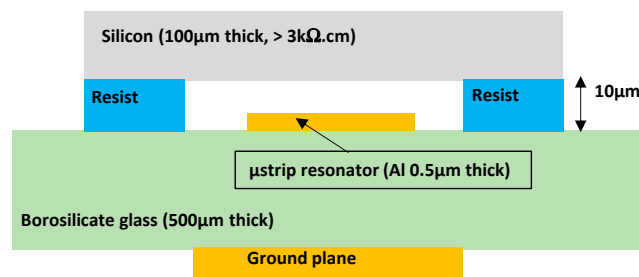 Silicon (100µm thick, > 3kΩ.cm)
Resist
Resist
10µm
µstrip resonator (Al 0.5µm thick)
Borosilicate glass (500µm thick)
Ground plane